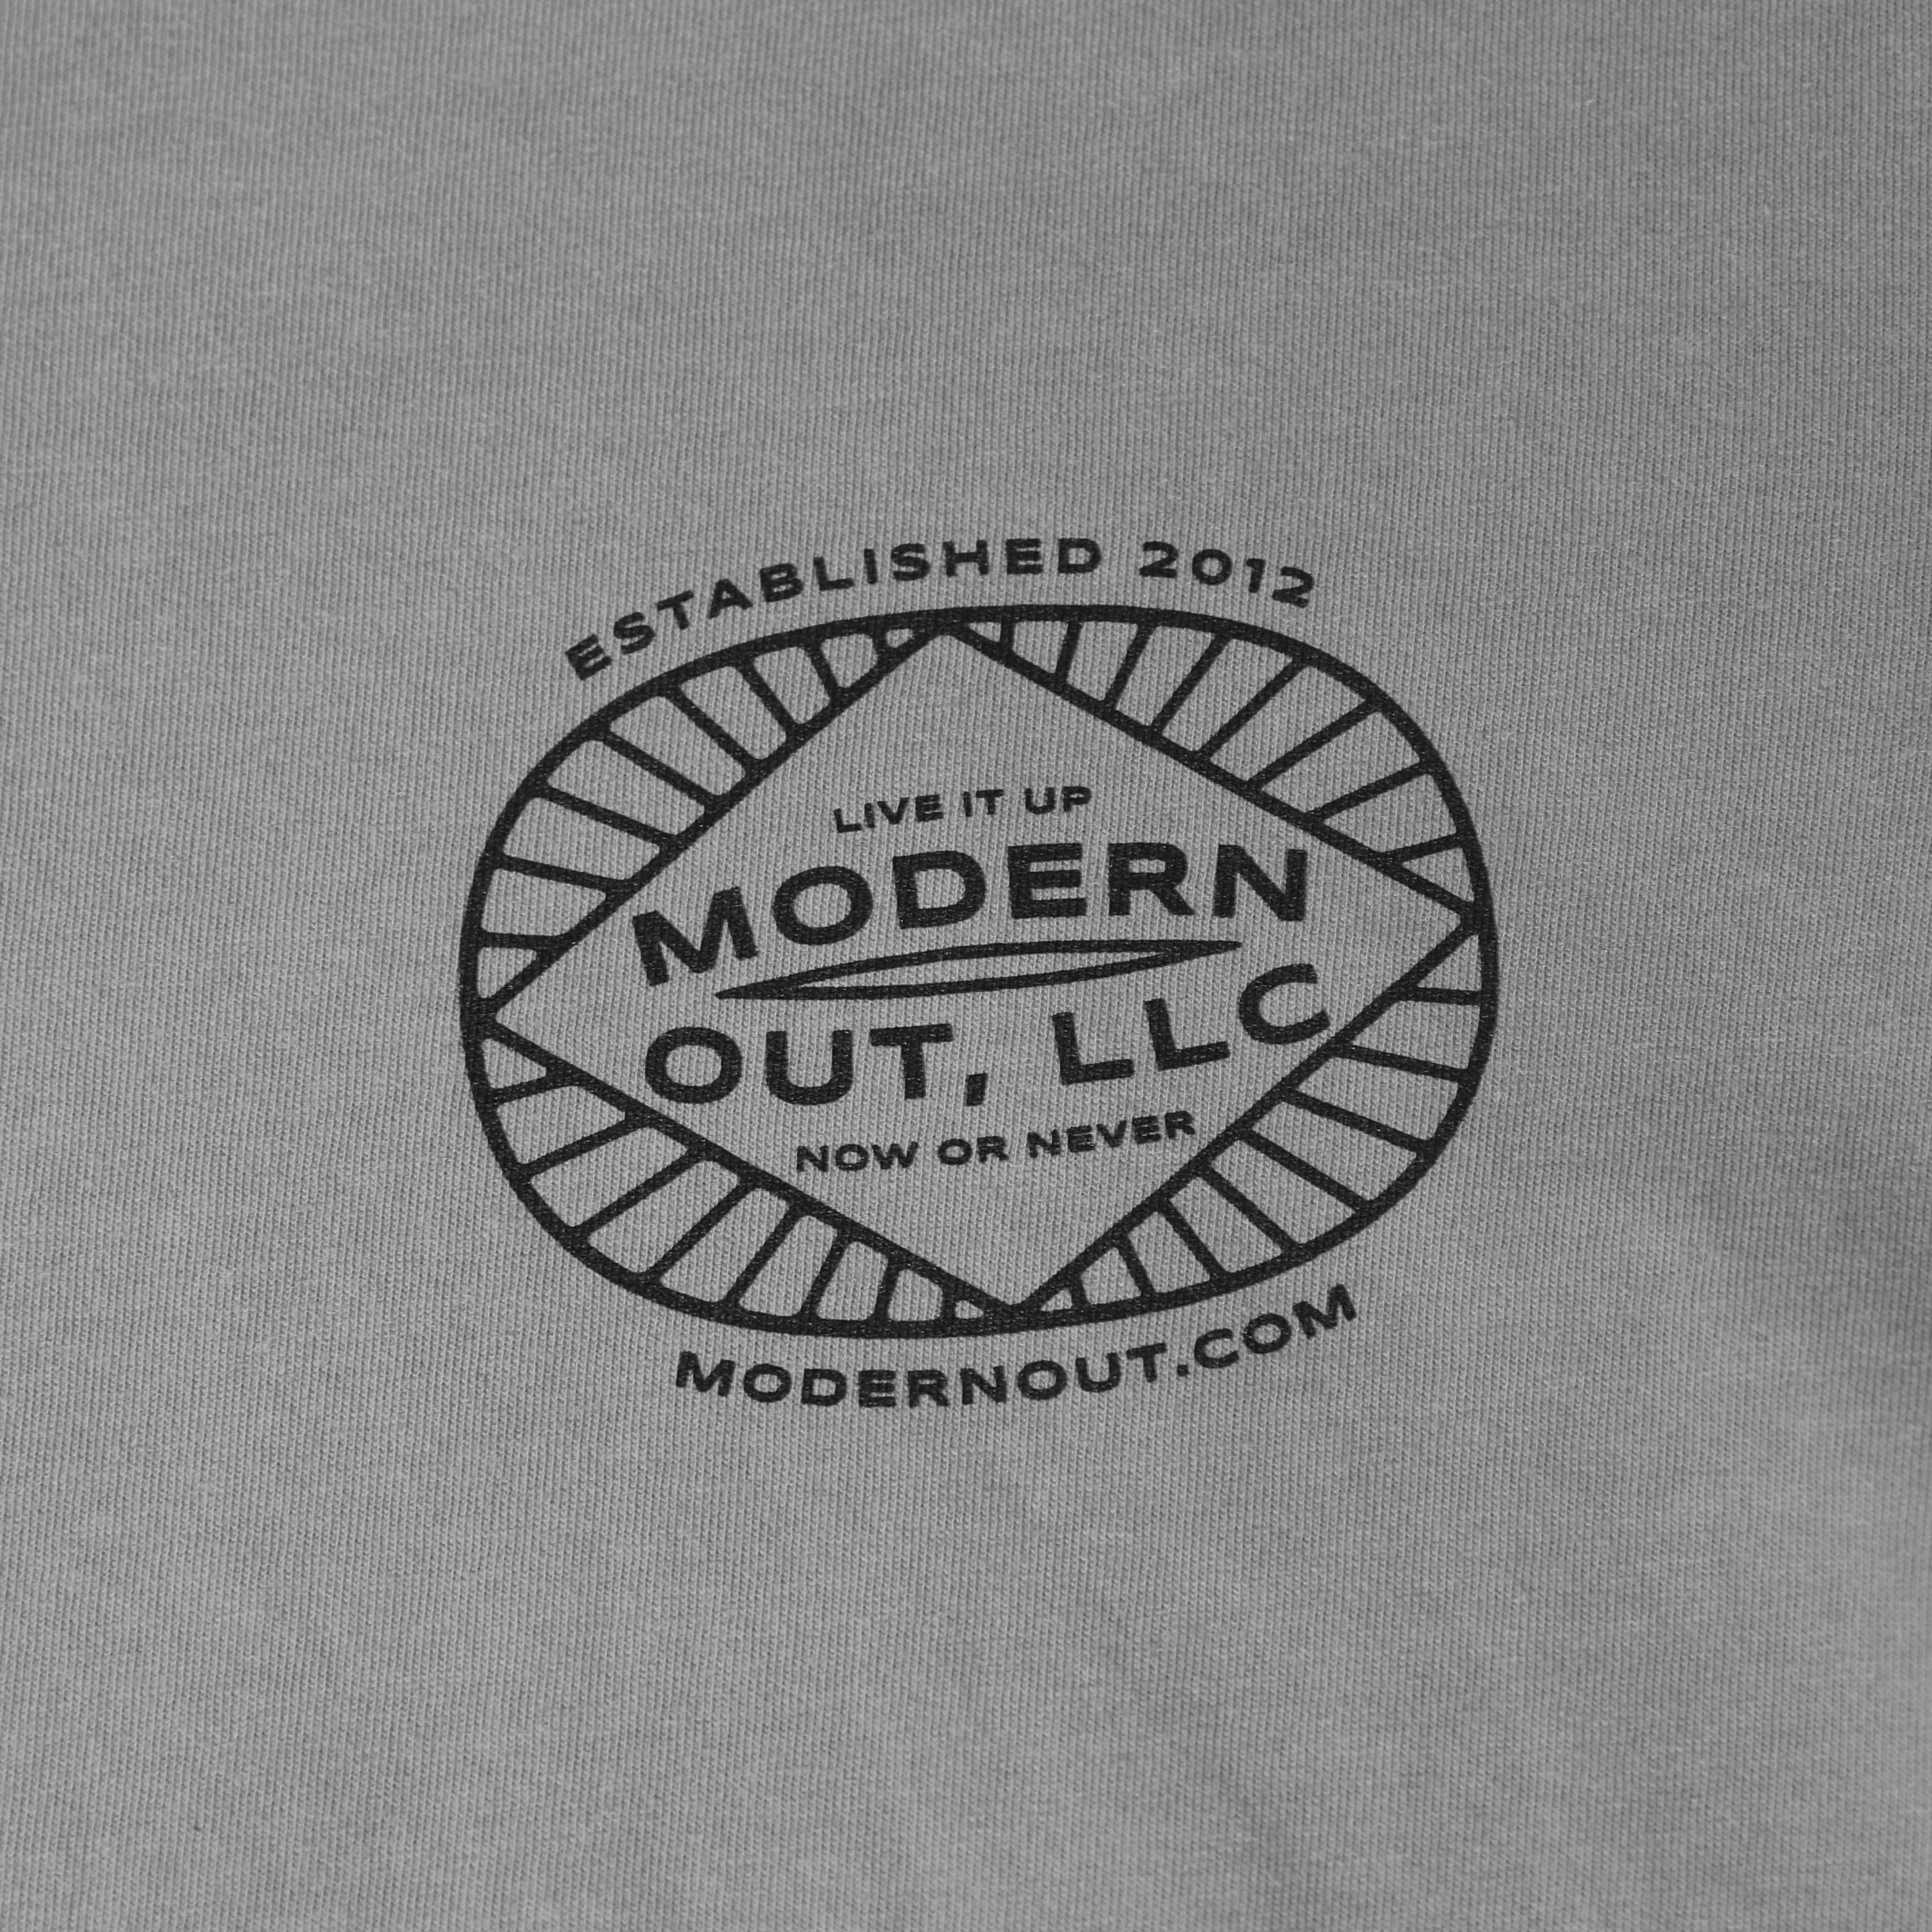 ESTABLISHED 2012
LIVE IT UP
MODERN
OUT, LLC
NOW OR NEVER
MODERNOUT.COM